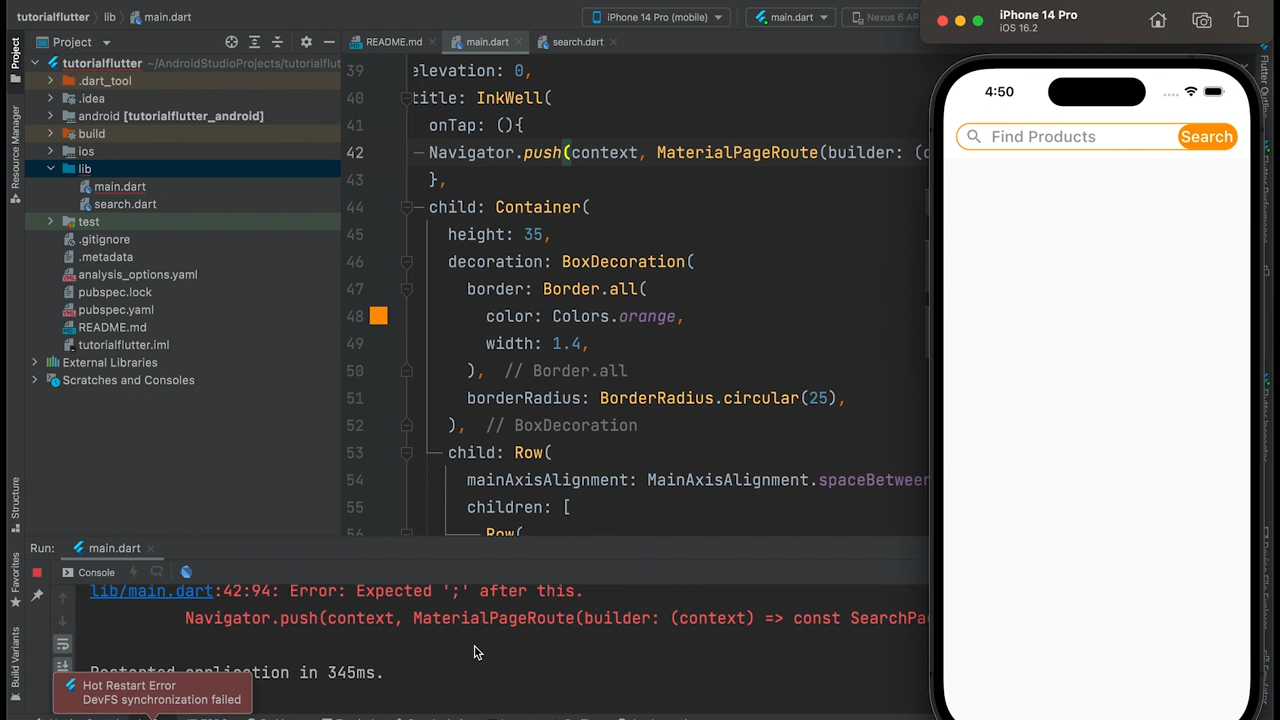 tutorialflutter lib main.dart
iPhone 14 Pro (mobile) main.dart Nexus 6 AP
iPhone 14 Pro
iOS 16.2
Project
README.md main.dart search.dart
tutorialflutter ~/AndroidStudioProjects/tutorialflut
.dart_tool
.idea
android [tutorialflutter_android]
build
ios
lib
main.dart
search.dart
test
.gitignore
.metadata
analysis_options.yaml
pubspec.lock
pubspec.yaml
README.md
tutorialflutter.iml
External Libraries
Scratches and Consoles
Project
Resource Manager
Structure
Favorites
Build Variants
39 elevation: 0,
40 title: InkWell(
41 onTap: (){
42 Navigator.push(context, MaterialPageRoute(builder: (c
43 },
44 child: Container(
45 height: 35,
46 decoration: BoxDecoration(
47 border: Border.all(
48 color: Colors.orange,
49 width: 1.4,
50 ), // Border.all
51 borderRadius: BorderRadius.circular(25),
52 ), // BoxDecoration
53 child: Row(
54 mainAxisAlignment: MainAxisAlignment.spaceBetween
55 children: [
56 Row(
4:50
Find Products Search
Flutter Outline
Run: main.dart
Console
lib/main.dart:42:94: Error: Expected ';' after this.
Navigator.push(context, MaterialPageRoute(builder: (context) => const SearchPa
Restarted application in 345ms.
Hot Restart Error
DevFS synchronization failed